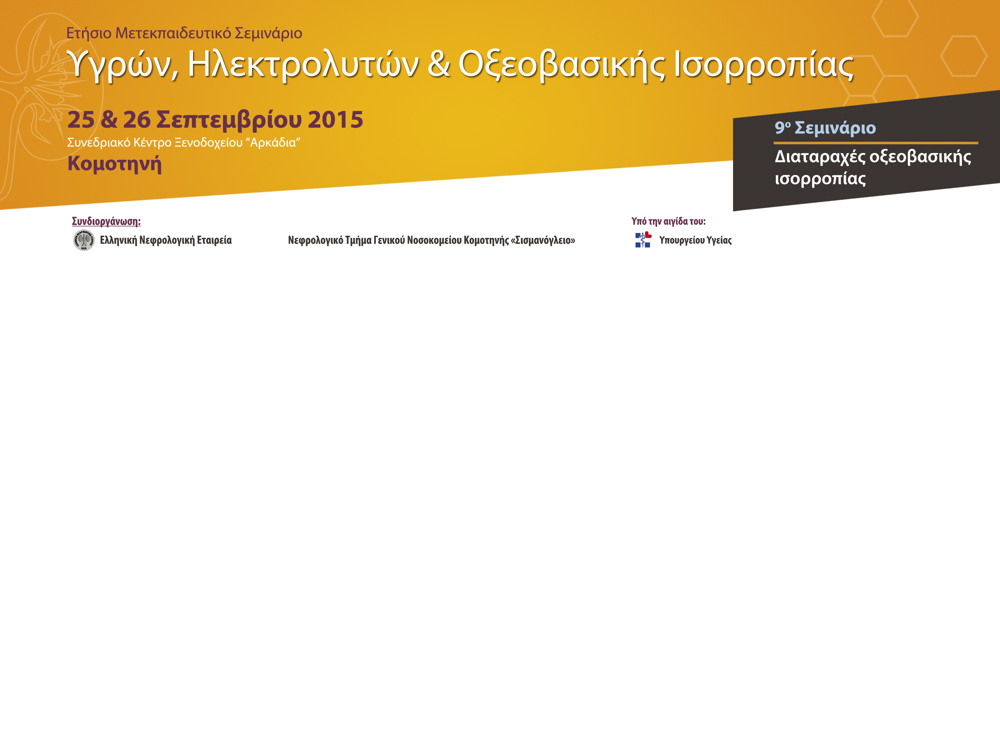 Ετήσιο Μετεκπαιδευτικό Σεμινάριο
Υγρών, Ηλεκτρολυτών & Οξεοβασικής Ισορροπίας
25 & 26 Σεπτεμβρίου 2015
Συνεδριακό Κέντρο Ξενοδοχείου “Αρκάδια”
Κομοτηνή
9ο Σεμινάριο
Διαταραχές οξεοβασικής
ισορροπίας
Συνδιοργάνωση:
Ελληνική Νεφρολογική Εταιρεία
Νεφρολογικό Τμήμα Γενικού Νοσοκομείου Κομοτηνής «Σισμανόγλειο»
Υπό την αιγίδα του:
Υπουργείου Υγείας